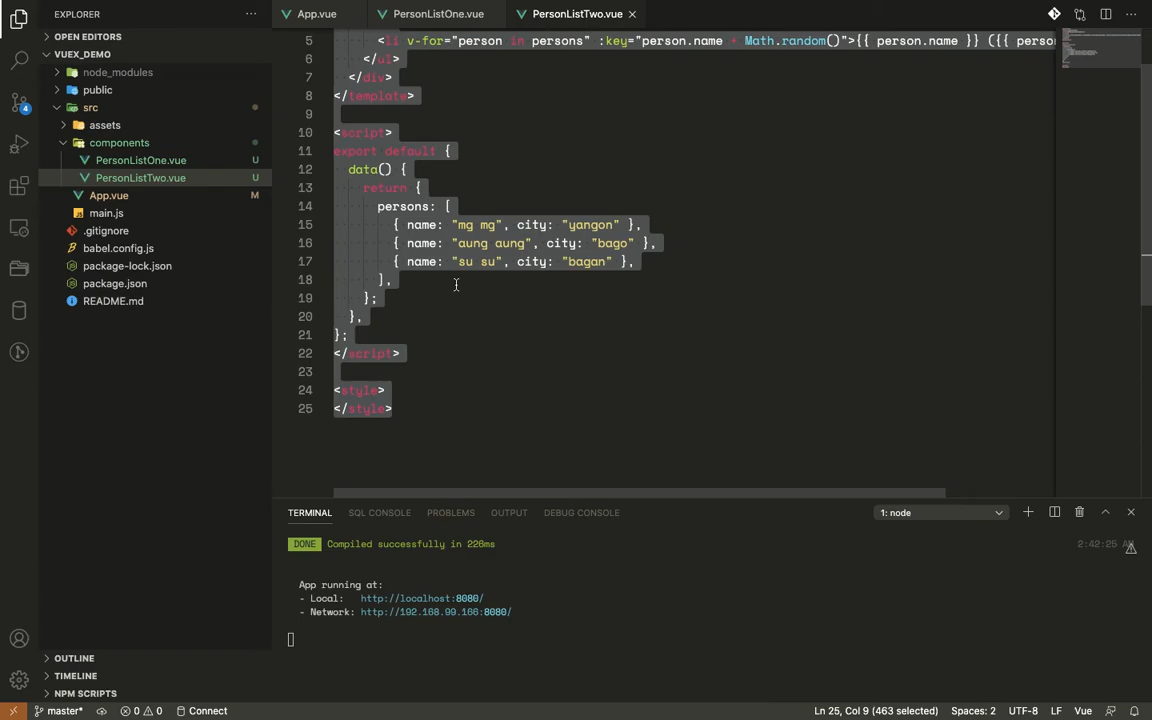 EXPLORER
App.vue
PersonListOne.vue
PersonListTwo.vue
OPEN EDITORS
VUEX_DEMO
node_modules
public
src
assets
components
PersonListOne.vue U
PersonListTwo.vue U
App.vue M
main.js
.gitignore
babel.config.js
package-lock.json
package.json
README.md
4
OUTLINE
TIMELINE
NPM SCRIPTS
5 <li v-for="person in persons" :key="person.name + Math.random()">{{ person.name }} ({{ perso
6 </ul>
7 </div>
8 </template>
9
10 <script>
11 export default {
12 data() {
13 return {
14 persons: [
15 { name: "mg mg", city: "yangon" },
16 { name: "aung aung", city: "bago" },
17 { name: "su su", city: "bagan" },
18 ],
19 };
20 },
21 };
22 </script>
23
24 <style>
25 </style>
TERMINAL SQL CONSOLE PROBLEMS OUTPUT DEBUG CONSOLE 1: node
DONE Compiled successfully in 226ms 2:42:25
App running at:
- Local: http://localhost:8080/
- Network: http://192.168.99.166:8080/
master* 0 0 Connect Ln 25, Col 9 (463 selected) Spaces: 2 UTF-8 LF Vue